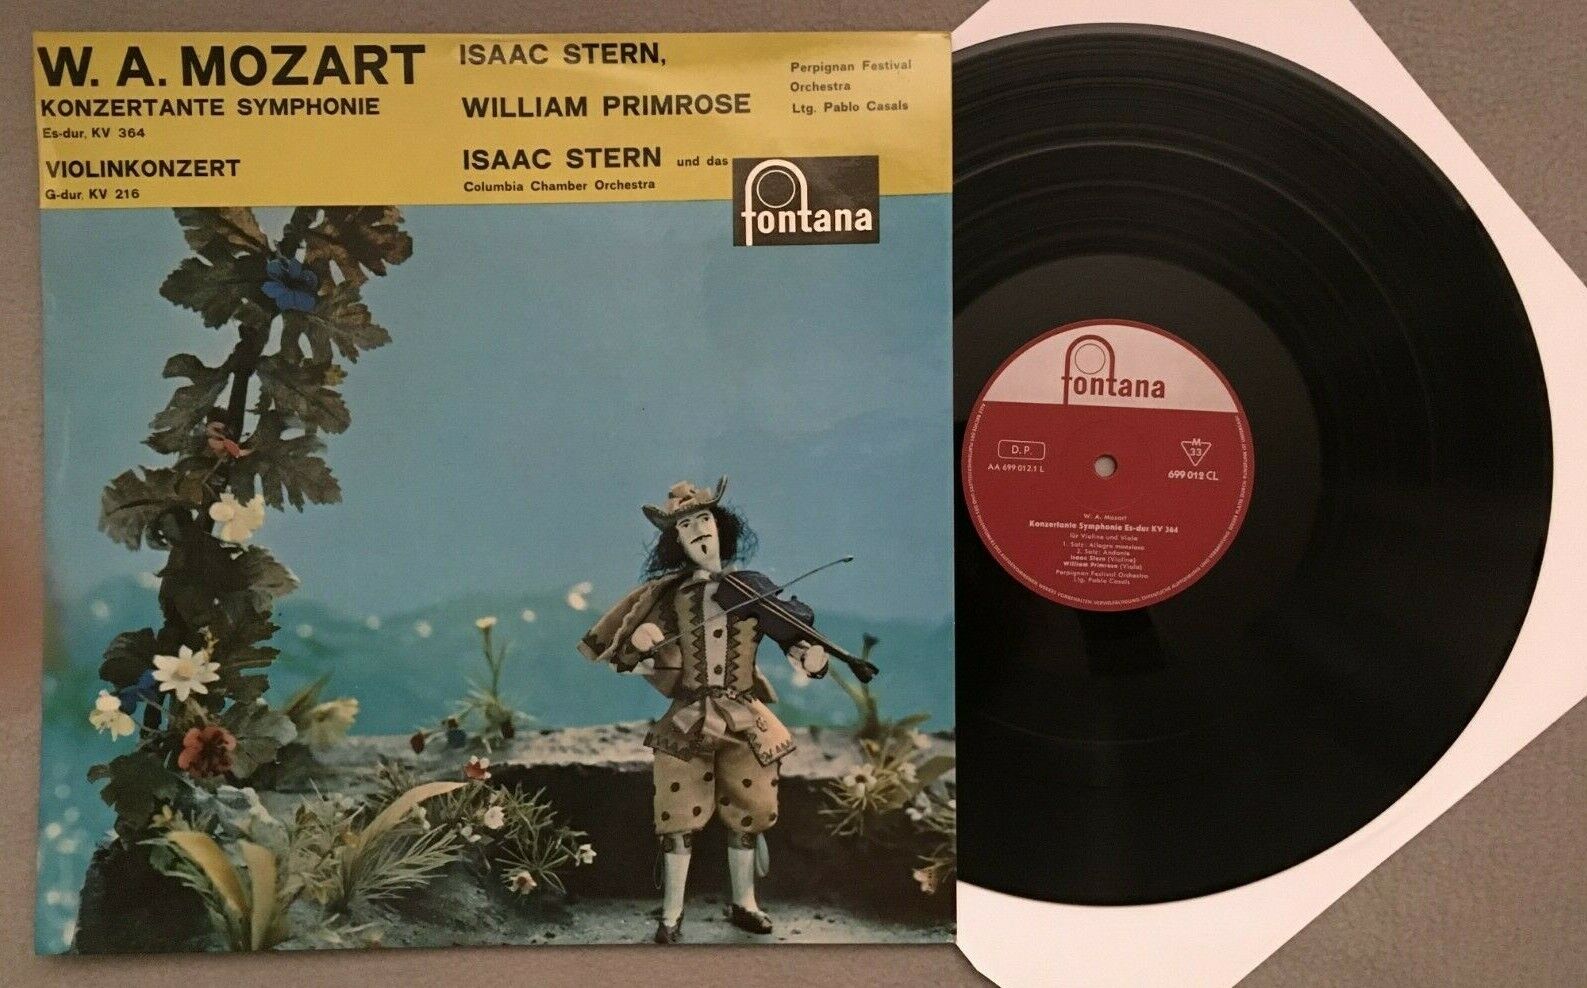 W. A. MOZART
KONZERTANTE SYMPHONIE
Es-dur, KV 364
VIOLINKONZERT
G-dur, KV 216
ISAAC STERN,
WILLIAM PRIMROSE
Perpignan Festival
Orchestra
Ltg. Pablo Casals
ISAAC STERN und das
Columbia Chamber Orchestra
fontana
fontana
D.P.
AA 699 012.1 L
M
33
699 012 CL
W. A. Mozart
Konzertante Symphonie Es-dur KV 364
für Violine und Viola
1. Satz: Allegro maestoso
2. Satz: Andante
Isaac Stern (Violine)
William Primrose (Viola)
Perpignan Festival Orchestra
Ltg. Pablo Casals